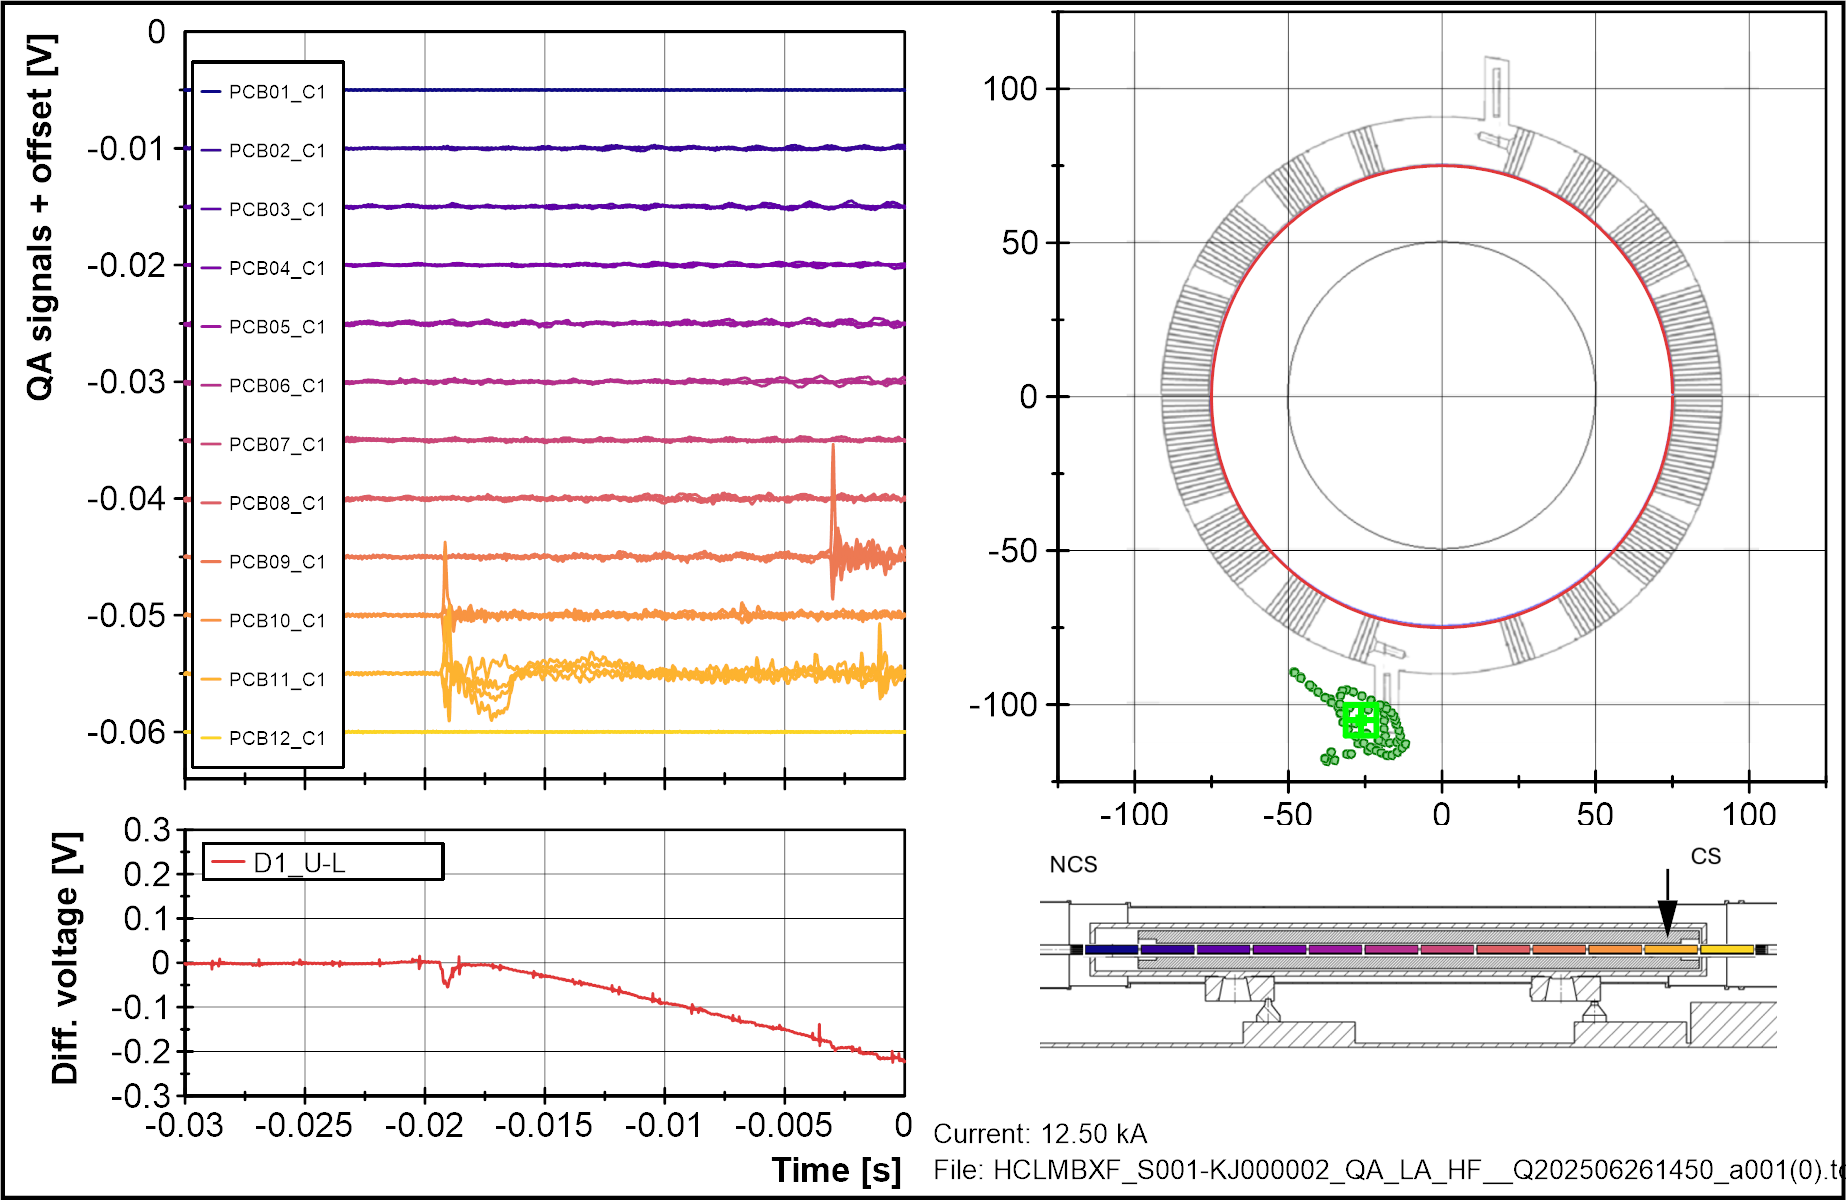 QA signals + offset [V]
0
-0.01
-0.02
-0.03
-0.04
-0.05
-0.06
PCB01_C1
PCB02_C1
PCB03_C1
PCB04_C1
PCB05_C1
PCB06_C1
PCB07_C1
PCB08_C1
PCB09_C1
PCB10_C1
PCB11_C1
PCB12_C1
Diff. voltage [V]
0.3
0.2
0.1
0
-0.1
-0.2
-0.3
D1_U-L
-0.03 -0.025 -0.02 -0.015 -0.01 -0.005 0
Time [s]
100
50
0
-50
-100
-100 -50 0 50 100
NCS
CS
Current: 12.50 kA
File: HCLMBXF_S001-KJ000002_QA_LA_HF__Q202506261450_a001(0).td